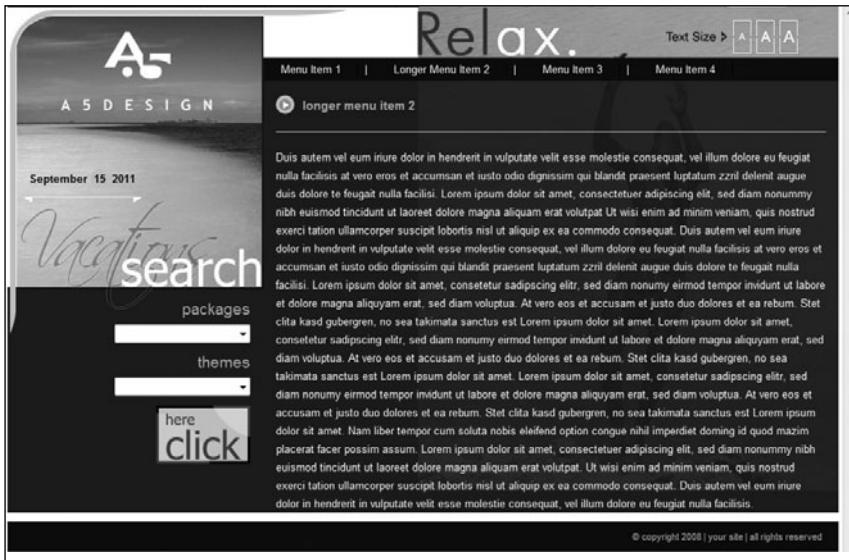 Relax.
Text Size > A A A
A5
A5DESIGN
Menu Item 1 | Longer Menu Item 2 | Menu Item 3 | Menu Item 4
longer menu item 2
September 15 2011
Vacations
search
packages
themes
here
click
Duis autem vel eum iriure dolor in hendrerit in vulputate velit esse molestie consequat, vel illum dolore eu feugiat
nulla facilisis at vero eros et accumsan et iusto odio dignissim qui blandit praesent luptatum zzril delenit augue
duis dolore te feugait nulla facilisi. Lorem ipsum dolor sit amet, consectetuer adipiscing elit, sed diam nonummy
nibh euismod tincidunt ut laoreet dolore magna aliquam erat volutpat Ut wisi enim ad minim veniam, quis nostrud
exerci tation ullamcorper suscipit lobortis nisl ut aliquip ex ea commodo consequat. Duis autem vel eum iriure
dolor in hendrerit in vulputate velit esse molestie consequat, vel illum dolore eu feugiat nulla facilisis at vero eros et
accumsan et iusto odio dignissim qui blandit praesent luptatum zzril delenit augue duis dolore te feugait nulla
facilisi. Lorem ipsum dolor sit amet, consetetur sadipscing elitr, sed diam nonumy eirmod tempor invidunt ut labore
et dolore magna aliquyam erat, sed diam voluptua. At vero eos et accusam et justo duo dolores et ea rebum. Stet
clita kasd gubergren, no sea takimata sanctus est Lorem ipsum dolor sit amet. Lorem ipsum dolor sit amet,
consetetur sadipscing elitr, sed diam nonumy eirmod tempor invidunt ut labore et dolore magna aliquyam erat, sed
diam voluptua. At vero eos et accusam et justo duo dolores et ea rebum. Stet clita kasd gubergren, no sea
takimata sanctus est Lorem ipsum dolor sit amet. Lorem ipsum dolor sit amet, consetetur sadipscing elitr, sed
diam nonumy eirmod tempor invidunt ut labore et dolore magna aliquyam erat, sed diam voluptua. At vero eos et
accusam et justo duo dolores et ea rebum. Stet clita kasd gubergren, no sea takimata sanctus est Lorem ipsum
dolor sit amet. Nam liber tempor cum soluta nobis eleifend option congue nihil imperdiet doming id quod mazim
placerat facer possim assum. Lorem ipsum dolor sit amet, consectetuer adipiscing elit, sed diam nonummy nibh
euismod tincidunt ut laoreet dolore magna aliquam erat volutpat. Ut wisi enim ad minim veniam, quis nostrud
exerci tation ullamcorper suscipit lobortis nisl ut aliquip ex ea commodo consequat. Duis autem vel eum iriure
dolor in hendrerit in vulputate velit esse molestie consequat, vel illum dolore eu feugiat nulla facilisis.
© copyright 2008 | your site | all rights reserved